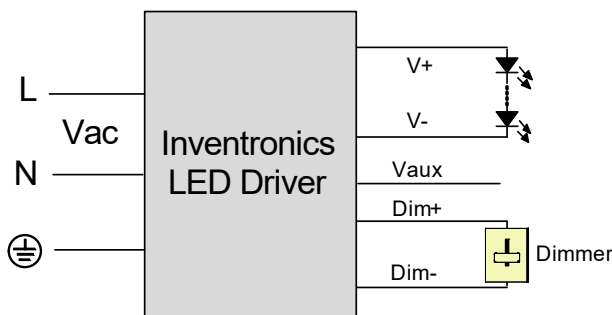 L
Vac
N
Inventronics
LED Driver
V+
V-
Vaux
Dim+
Dimmer
Dim-